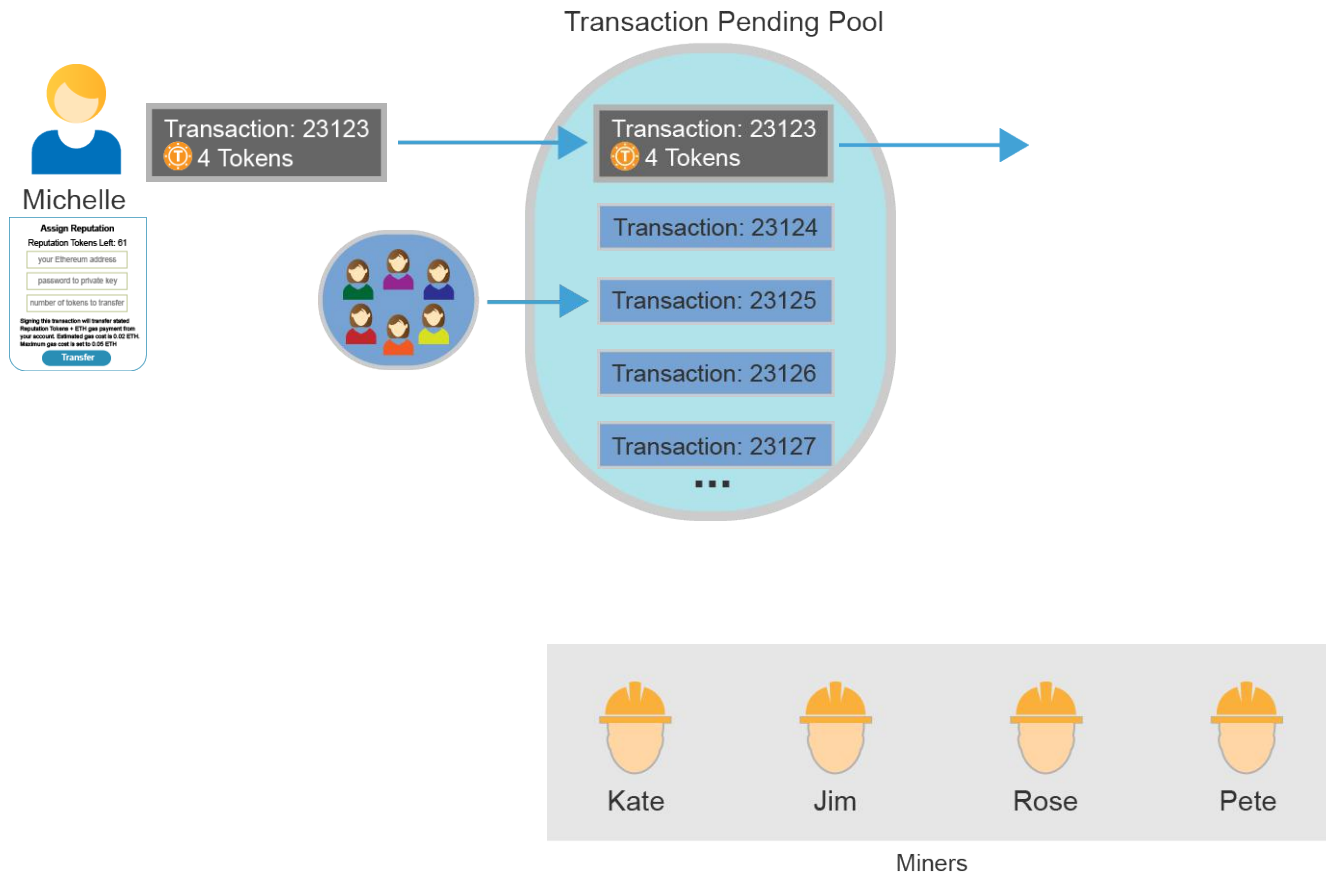 Transaction Pending Pool
Transaction: 23123
T 4 Tokens
Michelle
Assign Reputation
Reputation Tokens Left: 61
your Ethereum address
password to private key
number of tokens to transfer
Signing this transaction will transfer stated
Reputation Tokens + ETH gas payment from
your account. Estimated gas cost is 0.02 ETH.
Maximum gas cost is set to 0.05 ETH
Transfer
Transaction: 23123
T 4 Tokens
Transaction: 23124
Transaction: 23125
Transaction: 23126
Transaction: 23127
...
Kate
Jim
Rose
Pete
Miners